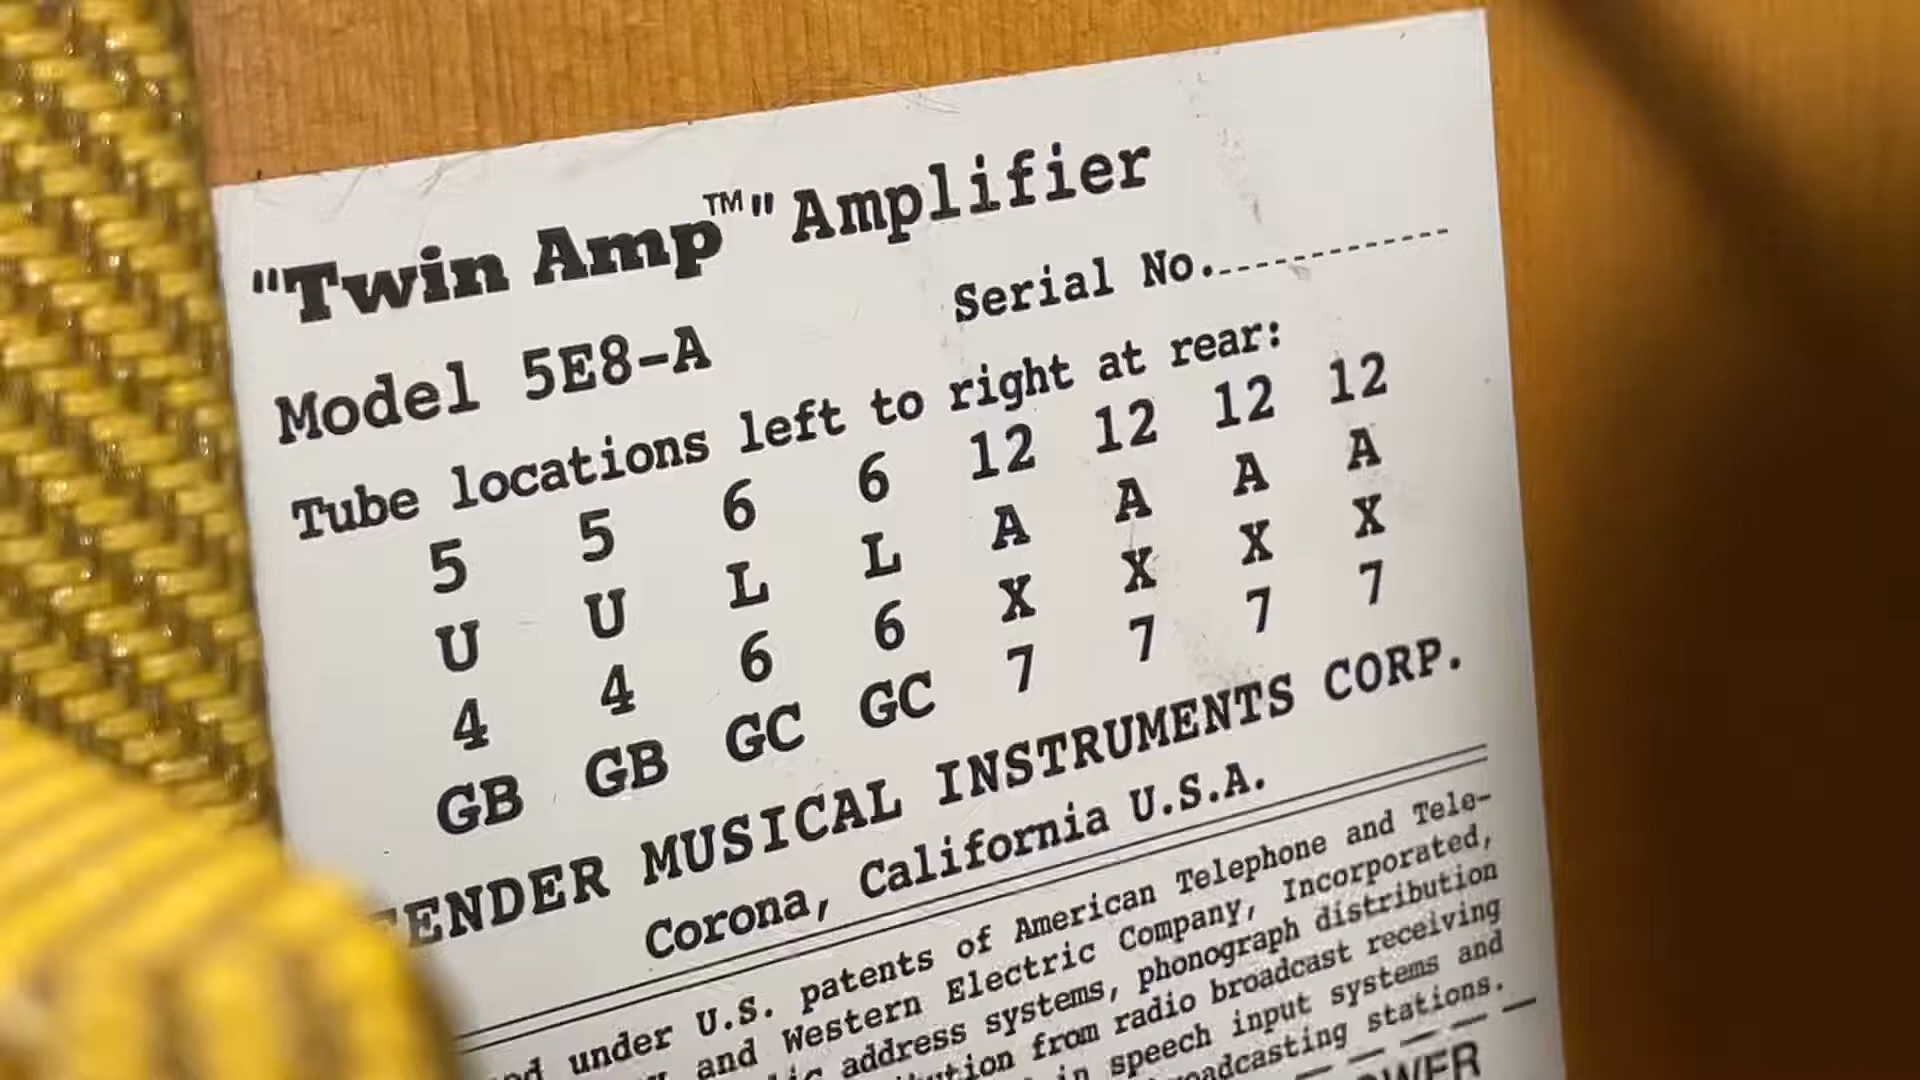 "Twin Amp™" Amplifier
Model 5E8-A Serial No.
Tube locations left to right at rear:
5 5 6 6 12 12 12 12
U U L L A A A A
4 4 6 6 X X X X
GB GB GC GC 7 7 7 7
FENDER MUSICAL INSTRUMENTS CORP.
Corona, California U.S.A.
under U.S. patents of American Telephone and Tele-
and Western Electric Company, Incorporated,
address systems, phonograph distribution
from radio broadcast receiving
in speech input systems and
stations.